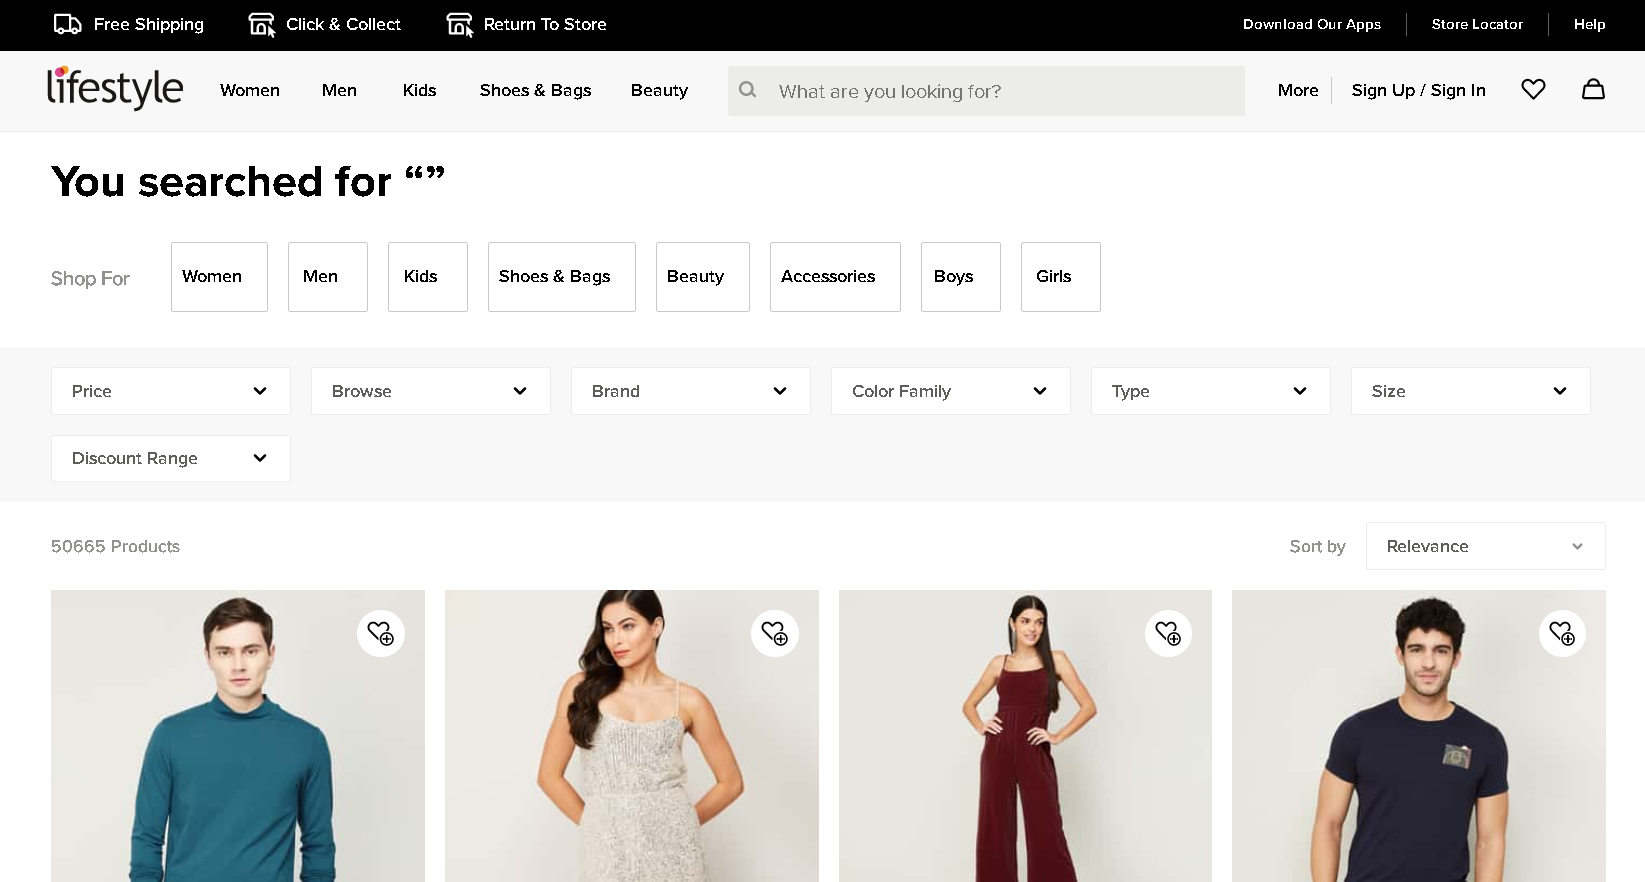 Free Shipping Click & Collect Return To Store Download Our Apps Store Locator Help
lifestyle Women Men Kids Shoes & Bags Beauty What are you looking for? More Sign Up / Sign In
You searched for “”
Shop For Women Men Kids Shoes & Bags Beauty Accessories Boys Girls
Price Browse Brand Color Family Type Size
Discount Range
50665 Products Sort by Relevance